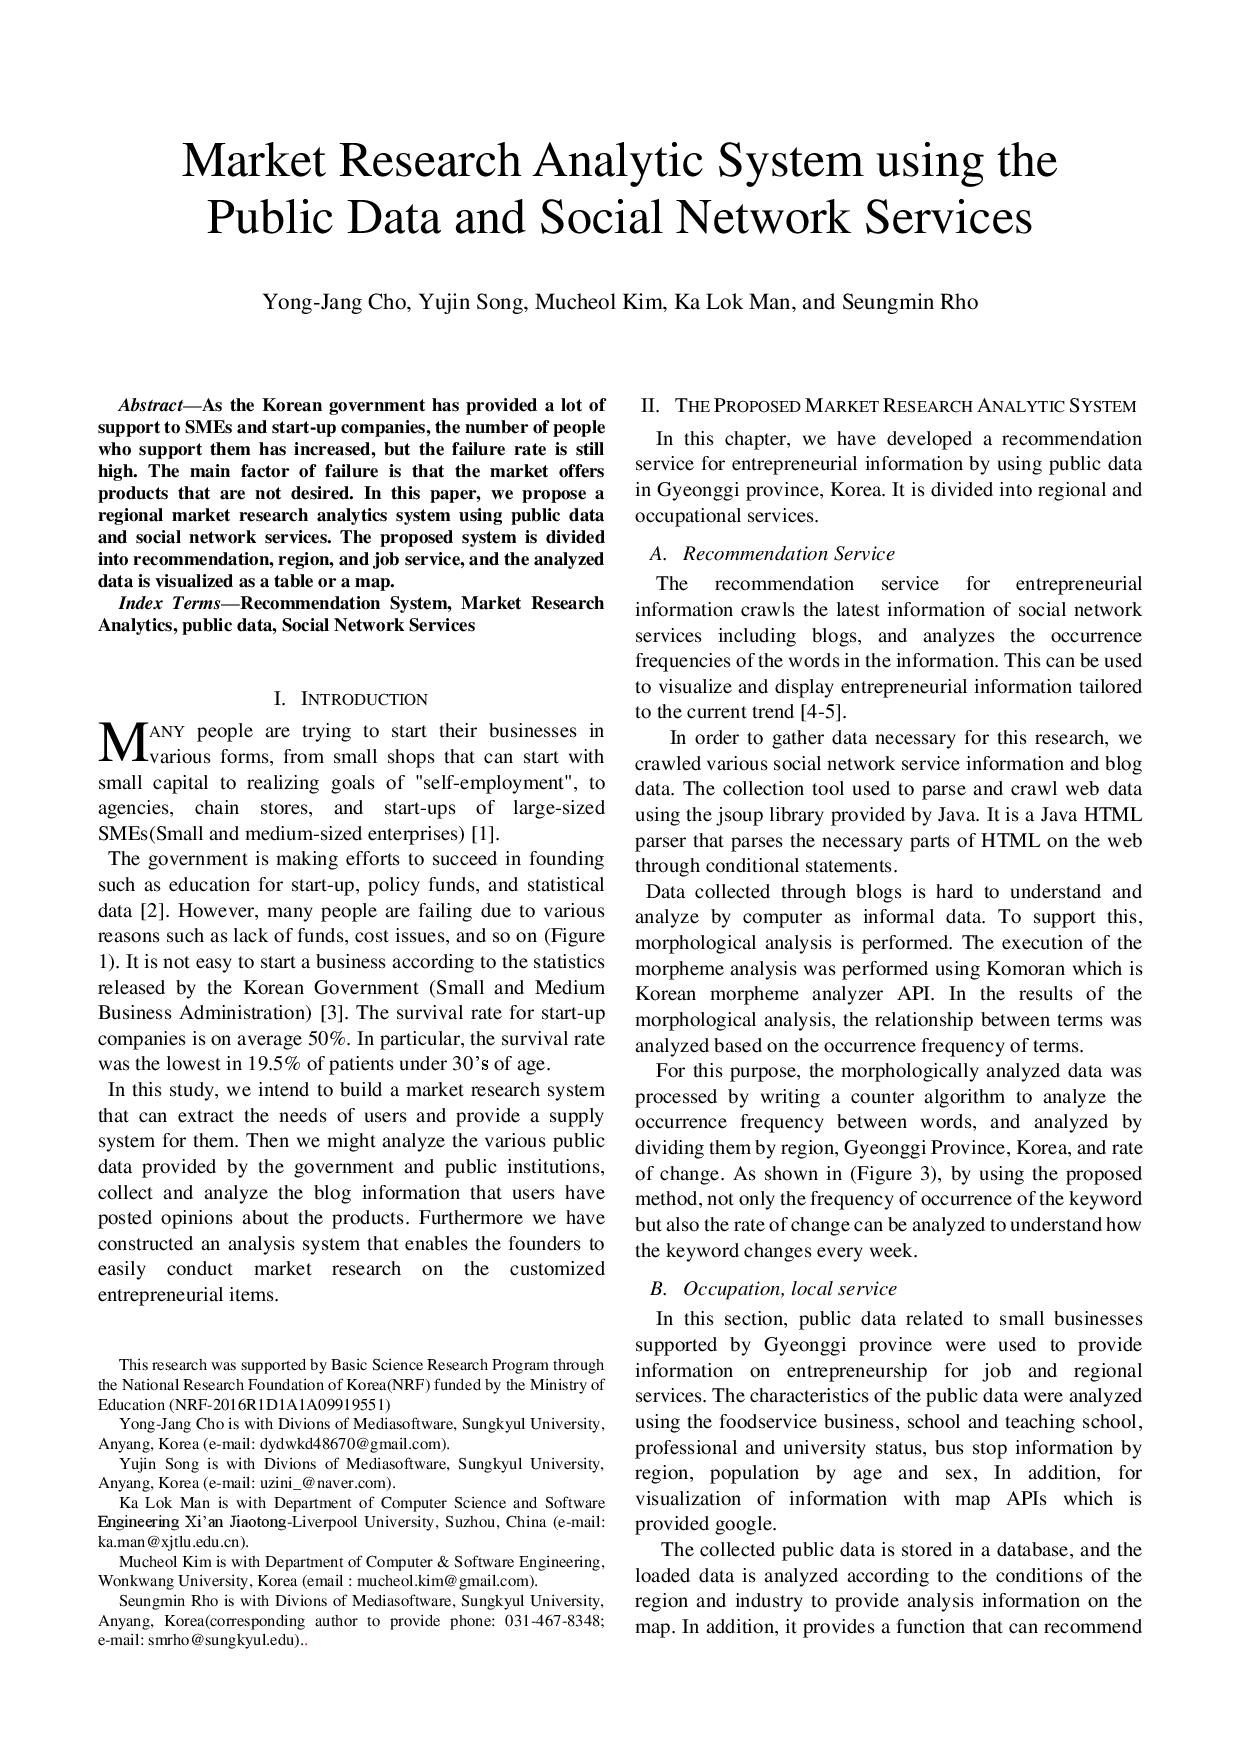 Market Research Analytic System using the
Public Data and Social Network Services
Yong-Jang Cho, Yujin Song, Mucheol Kim, Ka Lok Man, and Seungmin Rho
Abstract—As the Korean government has provided a lot of
support to SMEs and start-up companies, the number of people
who support them has increased, but the failure rate is still
high. The main factor of failure is that the market offers
products that are not desired. In this paper, we propose a
regional market research analytics system using public data
and social network services. The proposed system is divided
into recommendation, region, and job service, and the analyzed
data is visualized as a table or a map.
Index Terms—Recommendation System, Market Research
Analytics, public data, Social Network Services
I. INTRODUCTION
MANY people are trying to start their businesses in
various forms, from small shops that can start with
small capital to realizing goals of "self-employment", to
agencies, chain stores, and start-ups of large-sized
SMEs(Small and medium-sized enterprises) [1].
The government is making efforts to succeed in founding
such as education for start-up, policy funds, and statistical
data [2]. However, many people are failing due to various
reasons such as lack of funds, cost issues, and so on (Figure
1). It is not easy to start a business according to the statistics
released by the Korean Government (Small and Medium
Business Administration) [3]. The survival rate for start-up
companies is on average 50%. In particular, the survival rate
was the lowest in 19.5% of patients under 30’s of age.
In this study, we intend to build a market research system
that can extract the needs of users and provide a supply
system for them. Then we might analyze the various public
data provided by the government and public institutions,
collect and analyze the blog information that users have
posted opinions about the products. Furthermore we have
constructed an analysis system that enables the founders to
easily conduct market research on the customized
entrepreneurial items.
This research was supported by Basic Science Research Program through
the National Research Foundation of Korea(NRF) funded by the Ministry of
Education (NRF-2016R1D1A1A09919551)
Yong-Jang Cho is with Divions of Mediasoftware, Sungkyul University,
Anyang, Korea (e-mail: dydwkd48670@gmail.com).
Yujin Song is with Divions of Mediasoftware, Sungkyul University,
Anyang, Korea (e-mail: uzini_@naver.com).
Ka Lok Man is with Department of Computer Science and Software
Engineering Xi’an Jiaotong-Liverpool University, Suzhou, China (e-mail:
ka.man@xjtlu.edu.cn).
Mucheol Kim is with Department of Computer & Software Engineering,
Wonkwang University, Korea (email : mucheol.kim@gmail.com).
Seungmin Rho is with Divions of Mediasoftware, Sungkyul University,
Anyang, Korea(corresponding author to provide phone: 031-467-8348;
e-mail: smrho@sungkyul.edu)..
II. THE PROPOSED MARKET RESEARCH ANALYTIC SYSTEM
In this chapter, we have developed a recommendation
service for entrepreneurial information by using public data
in Gyeonggi province, Korea. It is divided into regional and
occupational services.
A. Recommendation Service
The recommendation service for entrepreneurial
information crawls the latest information of social network
services including blogs, and analyzes the occurrence
frequencies of the words in the information. This can be used
to visualize and display entrepreneurial information tailored
to the current trend [4-5].
In order to gather data necessary for this research, we
crawled various social network service information and blog
data. The collection tool used to parse and crawl web data
using the jsoup library provided by Java. It is a Java HTML
parser that parses the necessary parts of HTML on the web
through conditional statements.
Data collected through blogs is hard to understand and
analyze by computer as informal data. To support this,
morphological analysis is performed. The execution of the
morpheme analysis was performed using Komoran which is
Korean morpheme analyzer API. In the results of the
morphological analysis, the relationship between terms was
analyzed based on the occurrence frequency of terms.
For this purpose, the morphologically analyzed data was
processed by writing a counter algorithm to analyze the
occurrence frequency between words, and analyzed by
dividing them by region, Gyeonggi Province, Korea, and rate
of change. As shown in (Figure 3), by using the proposed
method, not only the frequency of occurrence of the keyword
but also the rate of change can be analyzed to understand how
the keyword changes every week.
B. Occupation, local service
In this section, public data related to small businesses
supported by Gyeonggi province were used to provide
information on entrepreneurship for job and regional
services. The characteristics of the public data were analyzed
using the foodservice business, school and teaching school,
professional and university status, bus stop information by
region, population by age and sex, In addition, for
visualization of information with map APIs which is
provided google.
The collected public data is stored in a database, and the
loaded data is analyzed according to the conditions of the
region and industry to provide analysis information on the
map. In addition, it provides a function that can recommend